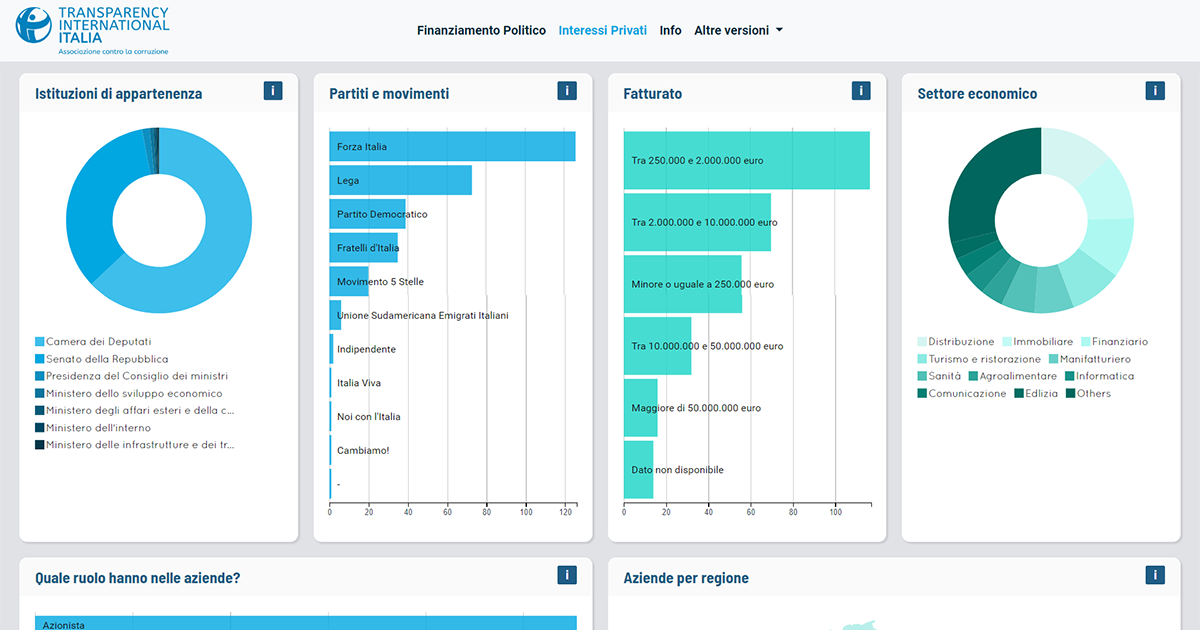 TRANSPARENCY
INTERNATIONAL
ITALIA
Associazione contro la corruzione
Finanziamento Politico Interessi Privati Info Altre versioni
Istituzioni di appartenenza i
Camera dei Deputati
Senato della Repubblica
Presidenza del Consiglio dei ministri
Ministero dello sviluppo economico
Ministero degli affari esteri e della c...
Ministero dell'interno
Ministero delle infrastrutture e dei tr...
Partiti e movimenti i
Forza Italia
Lega
Partito Democratico
Fratelli d'Italia
Movimento 5 Stelle
Unione Sudamericana Emigrati Italiani
Indipendente
Italia Viva
Noi con l'Italia
Cambiamo!
-
0 20 40 60 80 100 120
Fatturato i
Tra 250.000 e 2.000.000 euro
Tra 2.000.000 e 10.000.000 euro
Minore o uguale a 250.000 euro
Tra 10.000.000 e 50.000.000 euro
Maggiore di 50.000.000 euro
Dato non disponibile
0 20 40 60 80 100
Settore economico i
Distribuzione Immobiliare Finanziario
Turismo e ristorazione Manifatturiero
Sanità Agroalimentare Informatica
Comunicazione Edlizia Others
Quale ruolo hanno nelle aziende? i
Azionista
Aziende per regione i